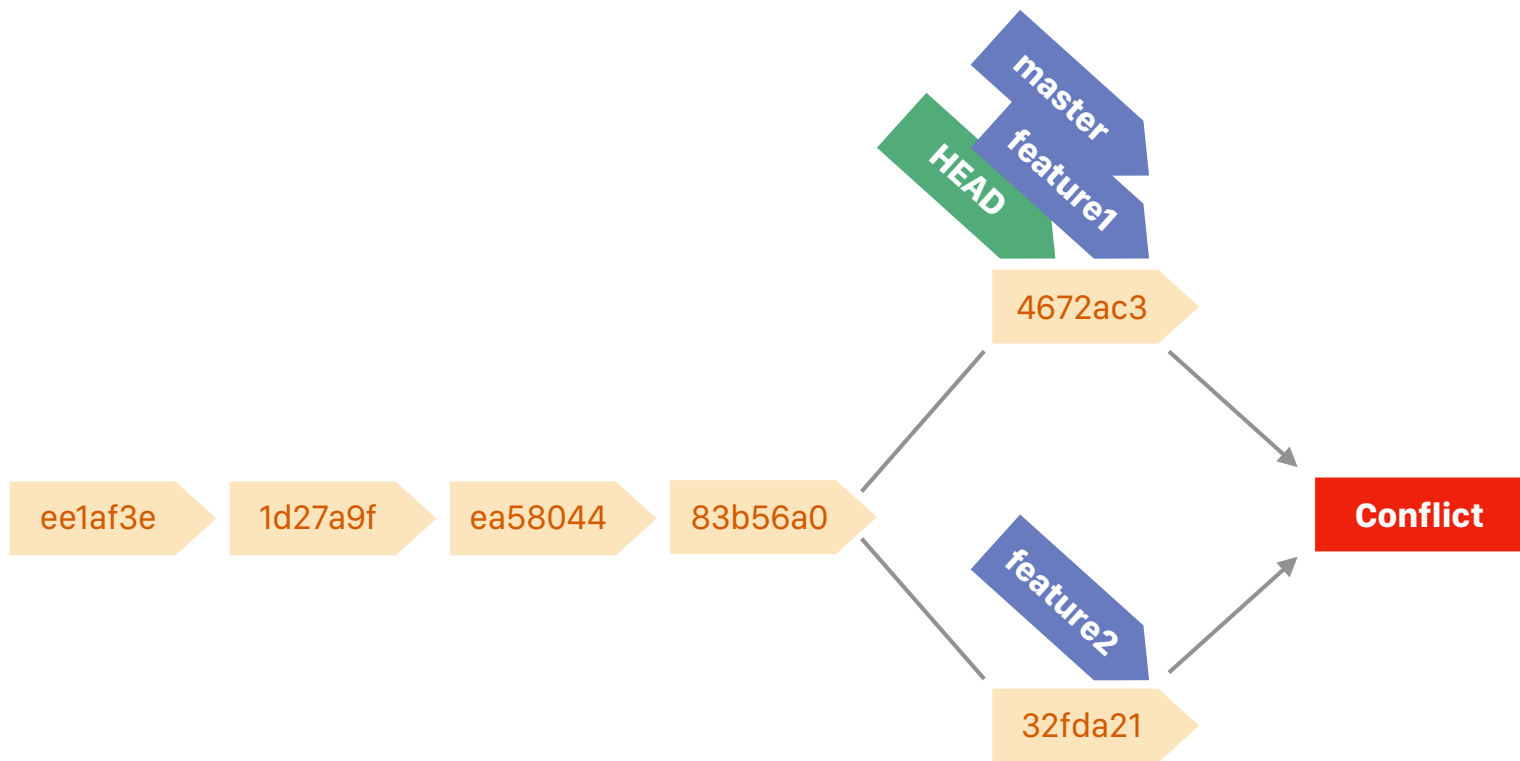 master
feature1
HEAD
4672ac3
ee1af3e
1d27a9f
ea58044
83b56a0
Conflict
feature2
32fda21